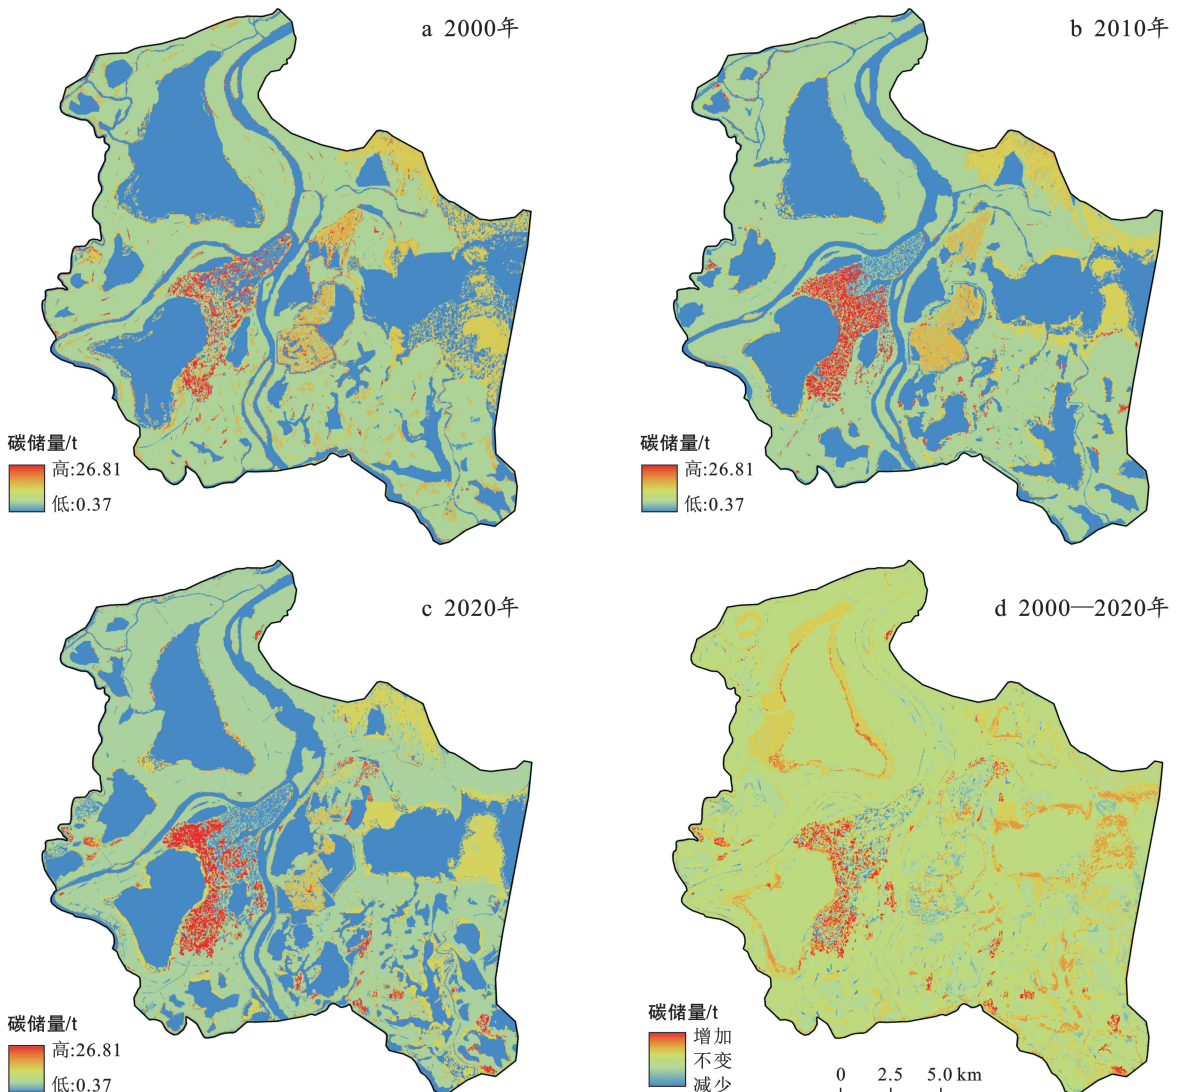 a 2000年
b 2010年
碳储量/t
高:26.81
低:0.37
碳储量/t
高:26.81
低:0.37
c 2020年
d 2000—2020年
碳储量/t
高:26.81
低:0.37
碳储量/t
增加
不变
减少
0 2.5 5.0 km